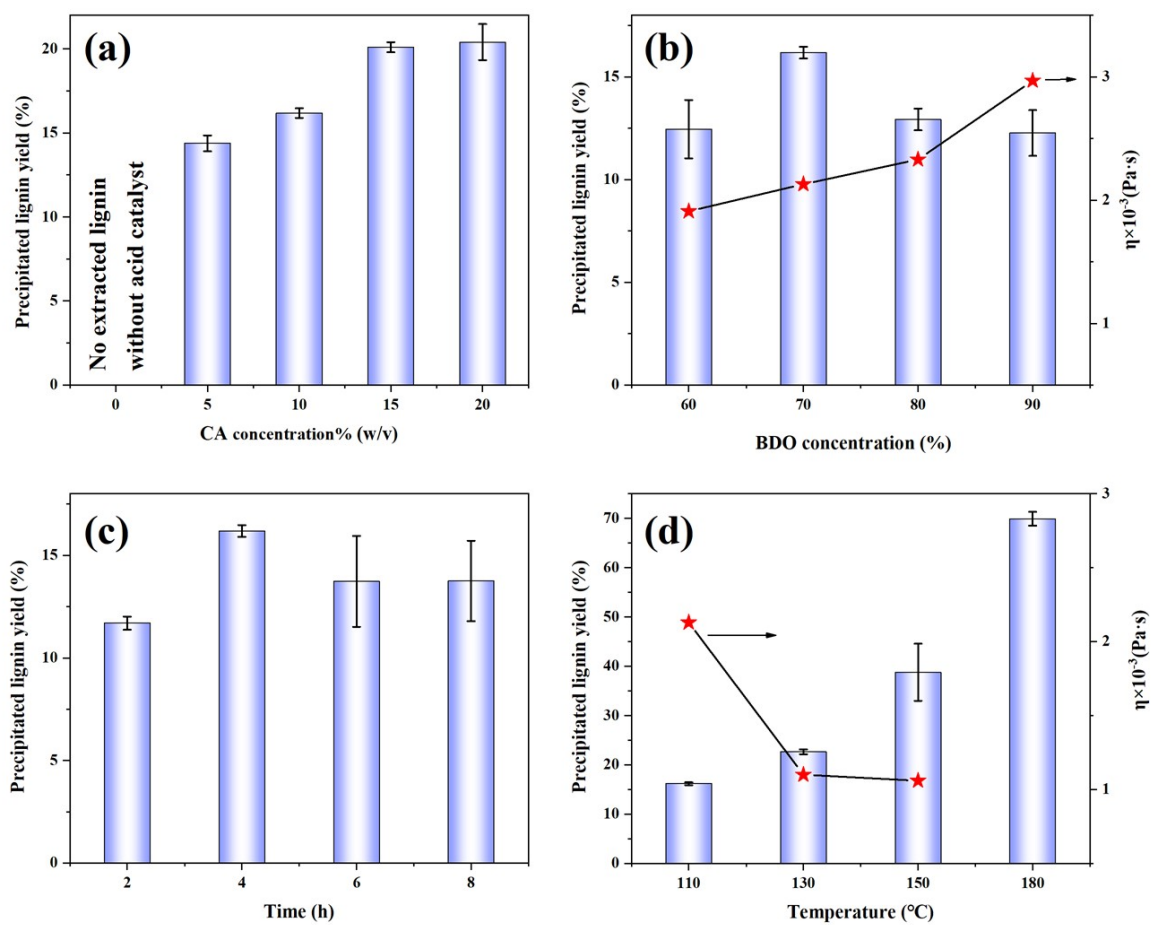 (a)
Precipitated lignin yield (%)
20
15
10
5
0
No extracted lignin
without acid catalyst
0 5 10 15 20
CA concentration% (w/v)
(b)
Precipitated lignin yield (%)
15
10
5
0
60 70 80 90
BDO concentration (%)
3
2
1
η×10⁻³(Pa·s)
(c)
Precipitated lignin yield (%)
15
10
5
0
2 4 6 8
Time (h)
(d)
Precipitated lignin yield (%)
70
60
50
40
30
20
10
0
110 130 150 180
Temperature (℃)
3
2
1
η×10⁻³(Pa·s)